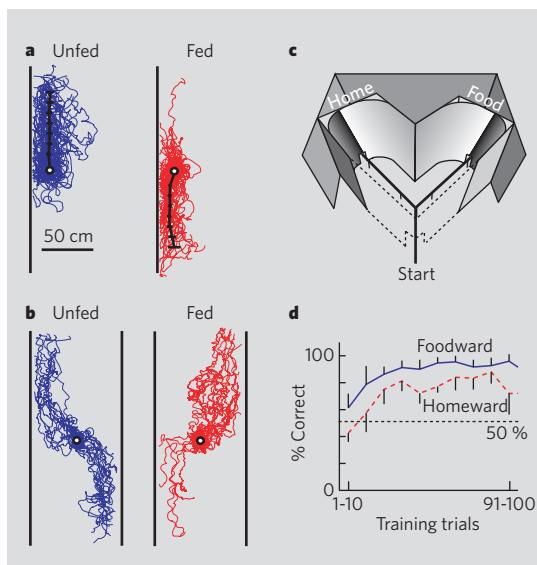 a Unfed Fed
50 cm
b Unfed Fed
c
Home Food
Start
d
100
Foodward
% Correct
Homeward
50 %
0
1-10 91-100
Training trials